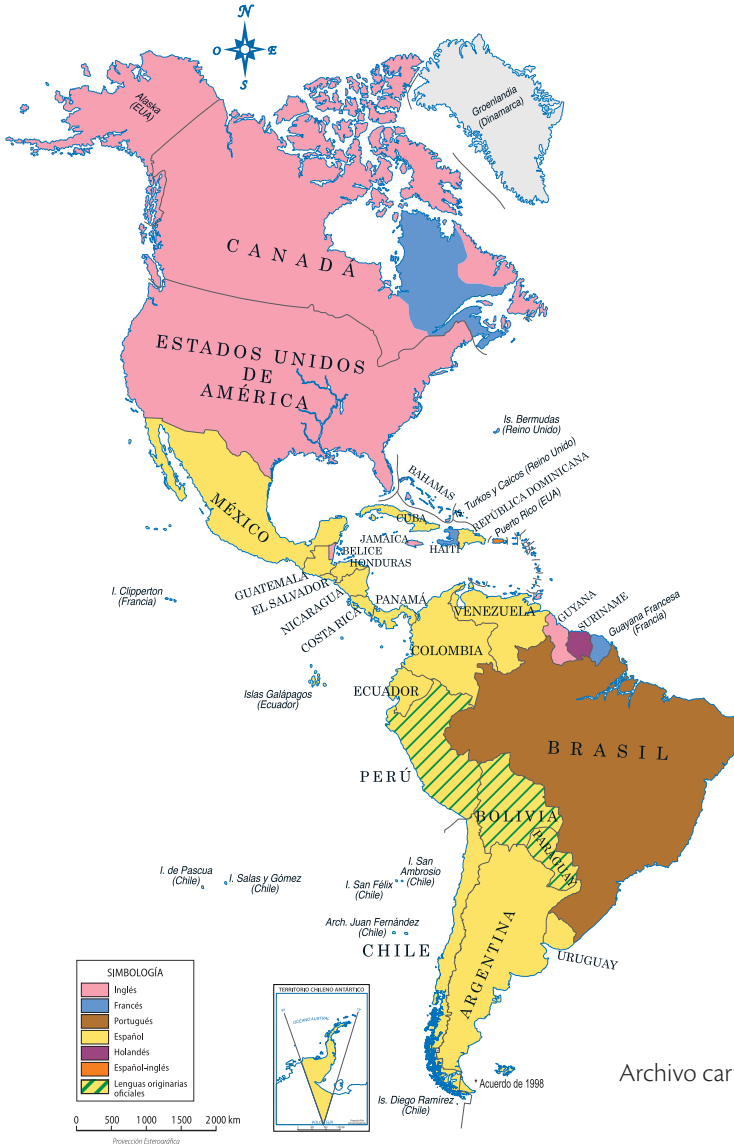 N
O
E
S
Alaska
(EUA)
Groenlandia
(Dinamarca)
CANADÁ
ESTADOS UNIDOS
DE
AMÉRICA
Is. Bermudas
(Reino Unido)
MÉXICO
BAHAMAS
Is. Turkos y Caicos (Reino Unido)
CUBA
REPÚBLICA DOMINICANA
Puerto Rico (EUA)
JAMAICA
HAITÍ
BELICE
HONDURAS
GUATEMALA
EL SALVADOR
NICARAGUA
COSTA RICA
PANAMÁ
I. Clipperton
(Francia)
VENEZUELA
GUYANA
SURINAME
Guayana Francesa
(Francia)
COLOMBIA
Islas Galápagos
(Ecuador)
ECUADOR
BRASIL
PERÚ
BOLIVIA
PARAGUAY
I. de Pascua
(Chile)
I. Salas y Gómez
(Chile)
I. San Félix
(Chile)
I. San
Ambrosio
(Chile)
Arch. Juan Fernández
(Chile)
CHILE
ARGENTINA
URUGUAY
SIMBOLOGÍA
Inglés
Francés
Portugués
Español
Holandés
Español-inglés
Lenguas originarias
oficiales
0 500 1000 1500 2000 km
Proyección Estereográfica
TERRITORIO CHILENO ANTÁRTICO
OCÉANO AUSTRAL
POLO SUR
* Acuerdo de 1998
Is. Diego Ramírez
(Chile)
Archivo car